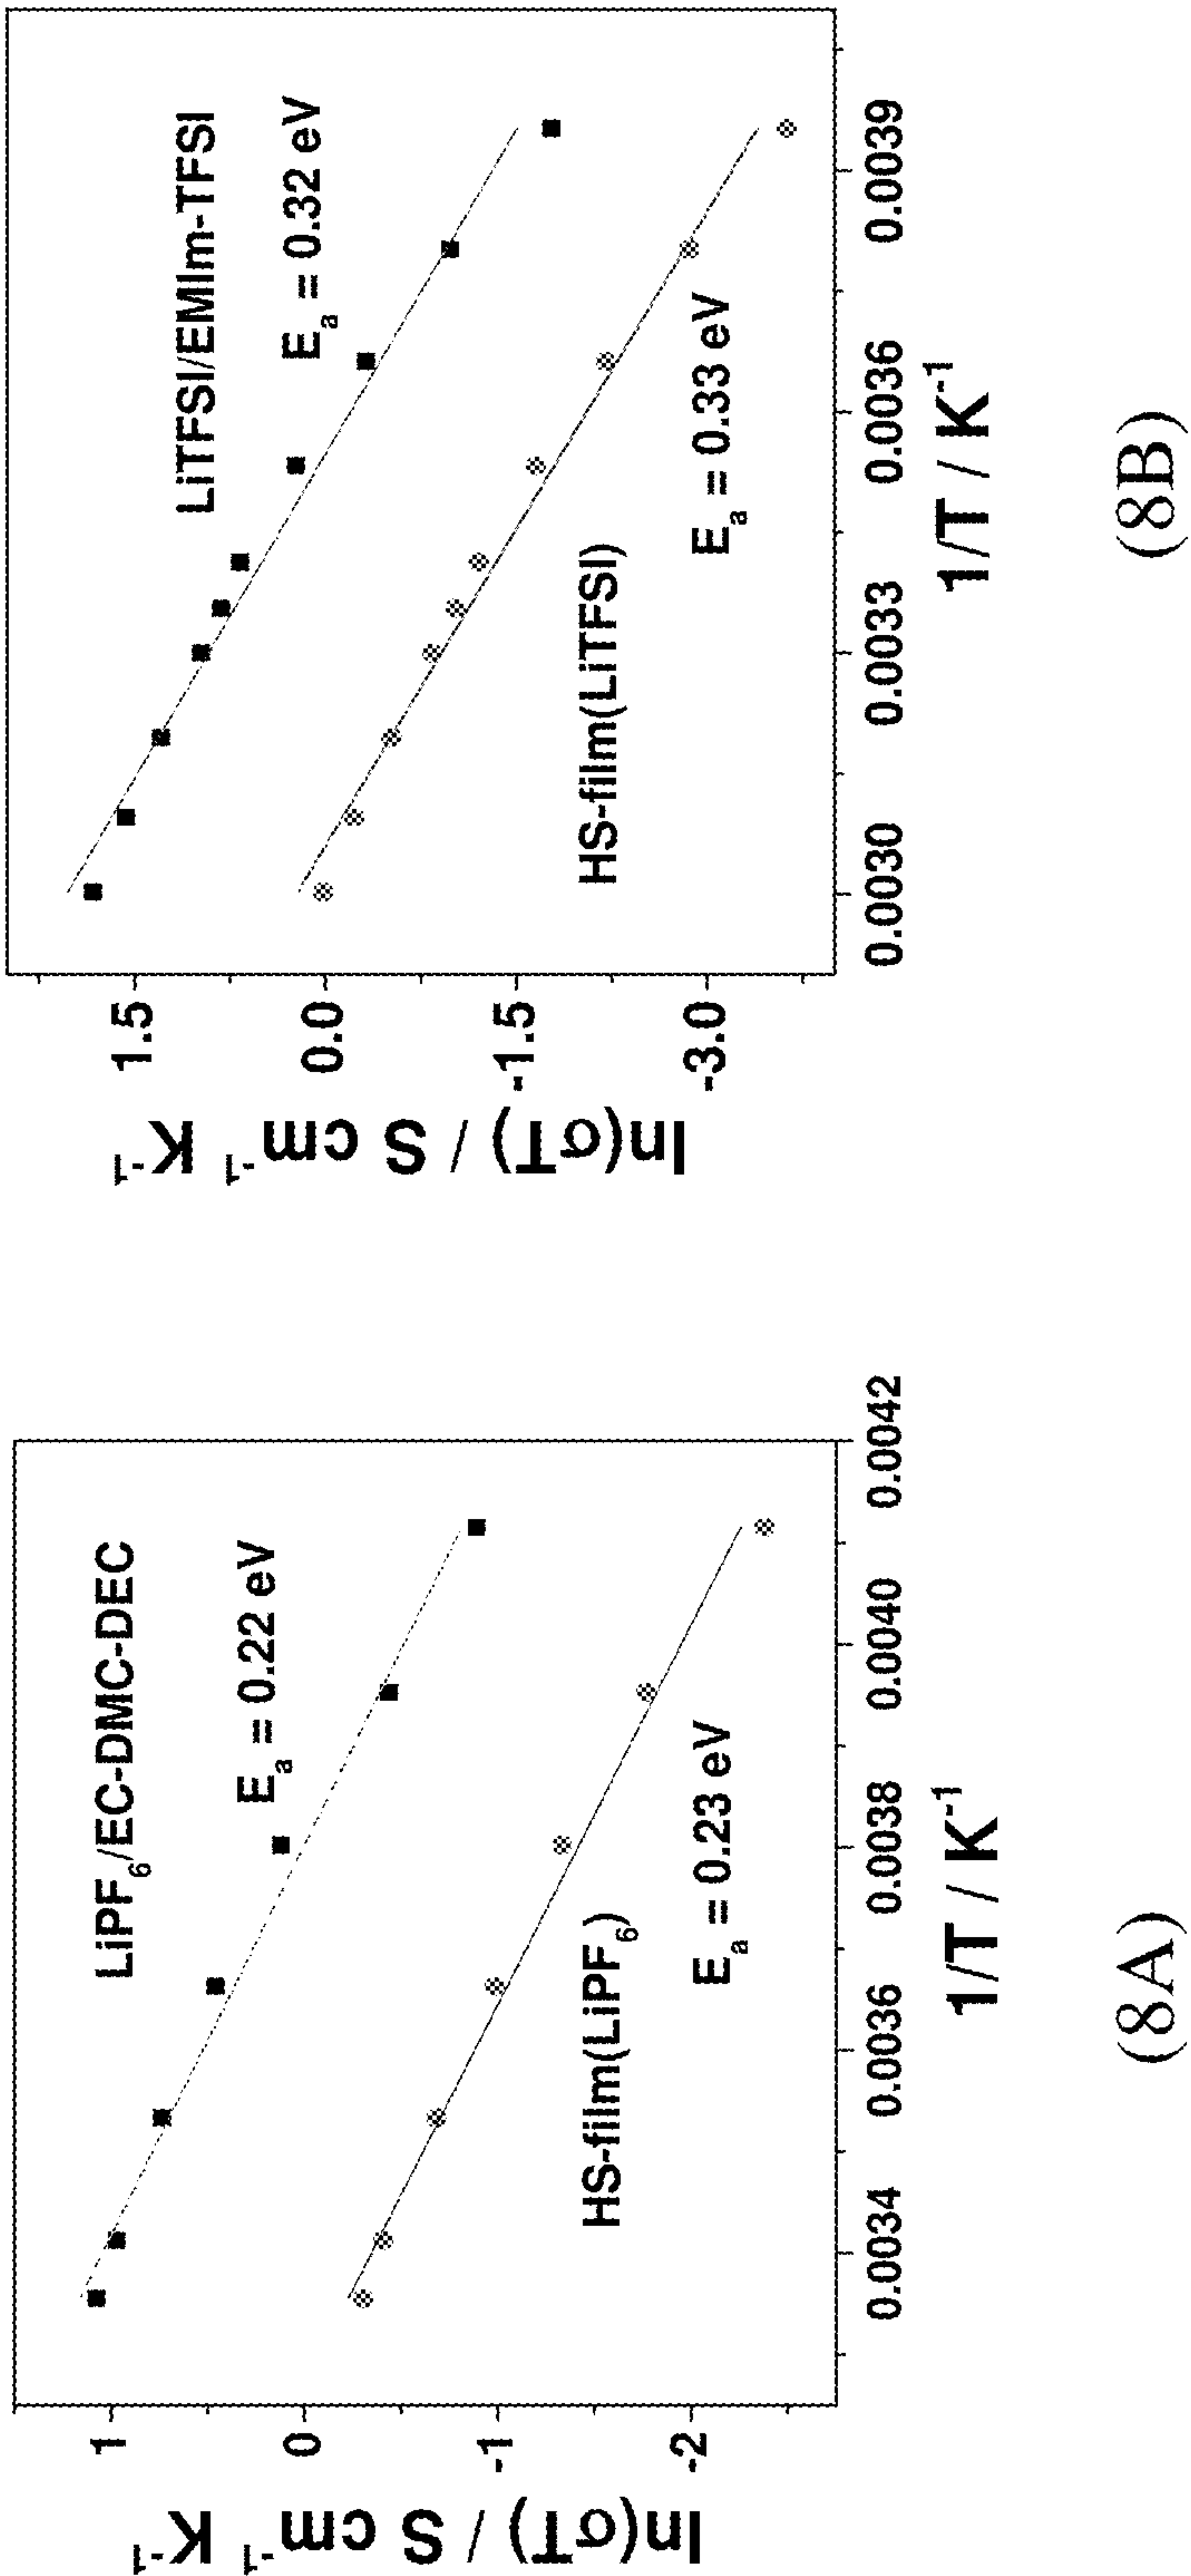 ln(σT) / S cm⁻¹ K⁻¹
1
0
-1
-2
LiPF₆/EC-DMC-DEC
Eₐ = 0.22 eV
HS-film(LiPF₆)
Eₐ = 0.23 eV
0.0034 0.0036 0.0038 0.0040 0.0042
1/T / K⁻¹
(8A)
ln(σT) / S cm⁻¹ K⁻¹
1.5
0.0
-1.5
-3.0
LiTFSI/EMIm-TFSI
Eₐ = 0.32 eV
HS-film(LiTFSI)
Eₐ = 0.33 eV
0.0030 0.0033 0.0036 0.0039
1/T / K⁻¹
(8B)